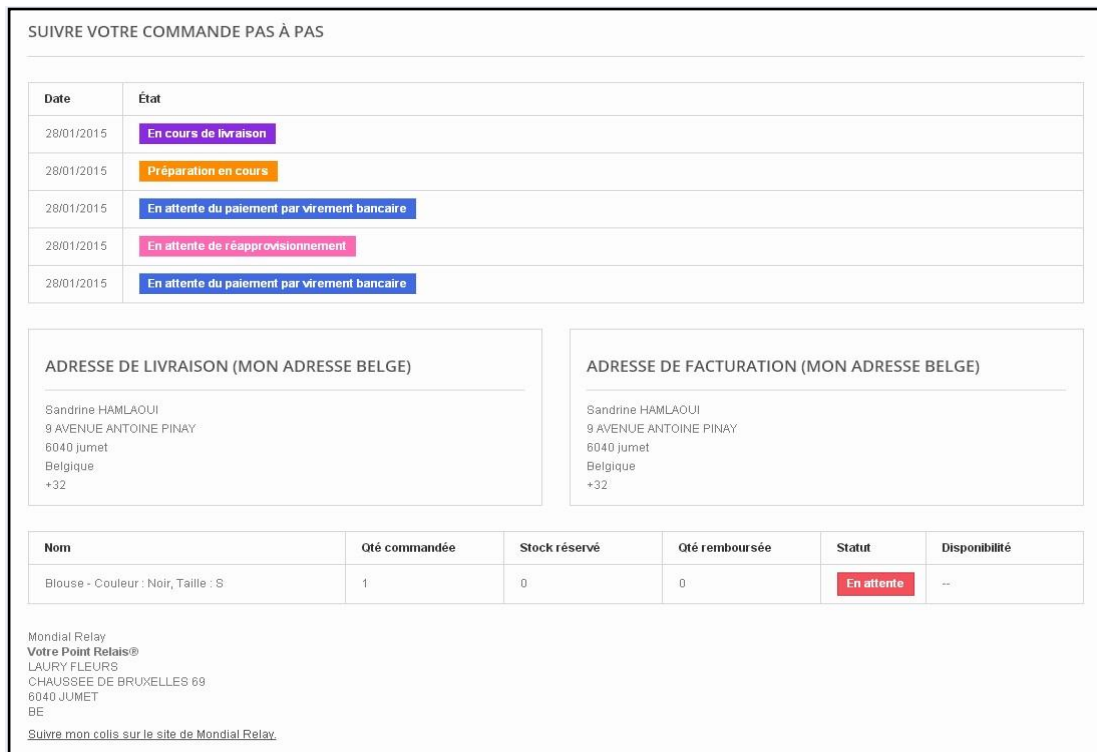 SUIVRE VOTRE COMMANDE PAS À PAS
Date État
28/01/2015 En cours de livraison
28/01/2015 Préparation en cours
28/01/2015 En attente du paiement par virement bancaire
28/01/2015 En attente de réapprovisionnement
28/01/2015 En attente du paiement par virement bancaire
ADRESSE DE LIVRAISON (MON ADRESSE BELGE)
Sandrine HAMLAOUI
9 AVENUE ANTOINE PINAY
6040 jumet
Belgique
+32
ADRESSE DE FACTURATION (MON ADRESSE BELGE)
Sandrine HAMLAOUI
9 AVENUE ANTOINE PINAY
6040 jumet
Belgique
+32
Nom Qté commandée Stock réservé Qté remboursée Statut Disponibilité
Blouse - Couleur : Noir, Taille : S 1 0 0 En attente --
Mondial Relay
Votre Point Relais®
LAURY FLEURS
CHAUSSEE DE BRUXELLES 69
6040 JUMET
BE
Suivre mon colis sur le site de Mondial Relay.